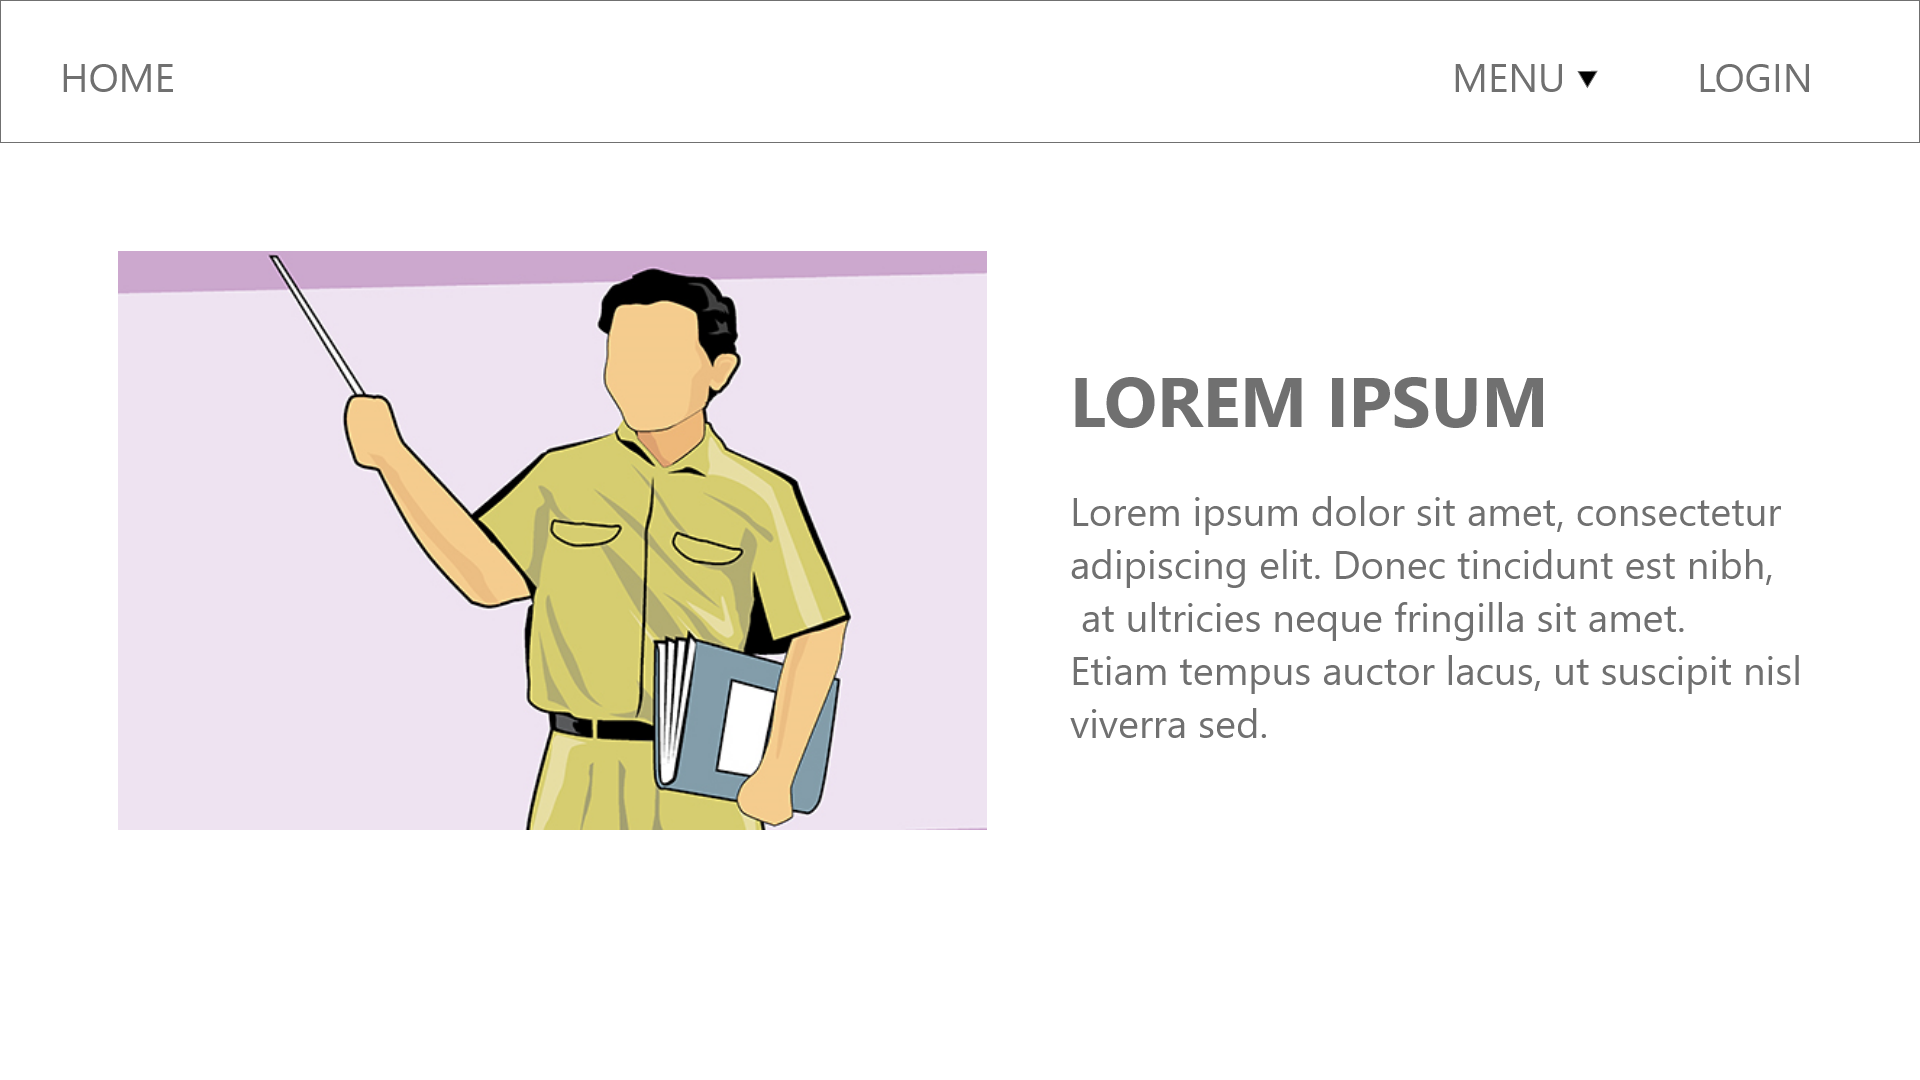 HOME MENU ▼ LOGIN
LOREM IPSUM
Lorem ipsum dolor sit amet, consectetur
adipiscing elit. Donec tincidunt est nibh,
at ultricies neque fringilla sit amet.
Etiam tempus auctor lacus, ut suscipit nisl
viverra sed.